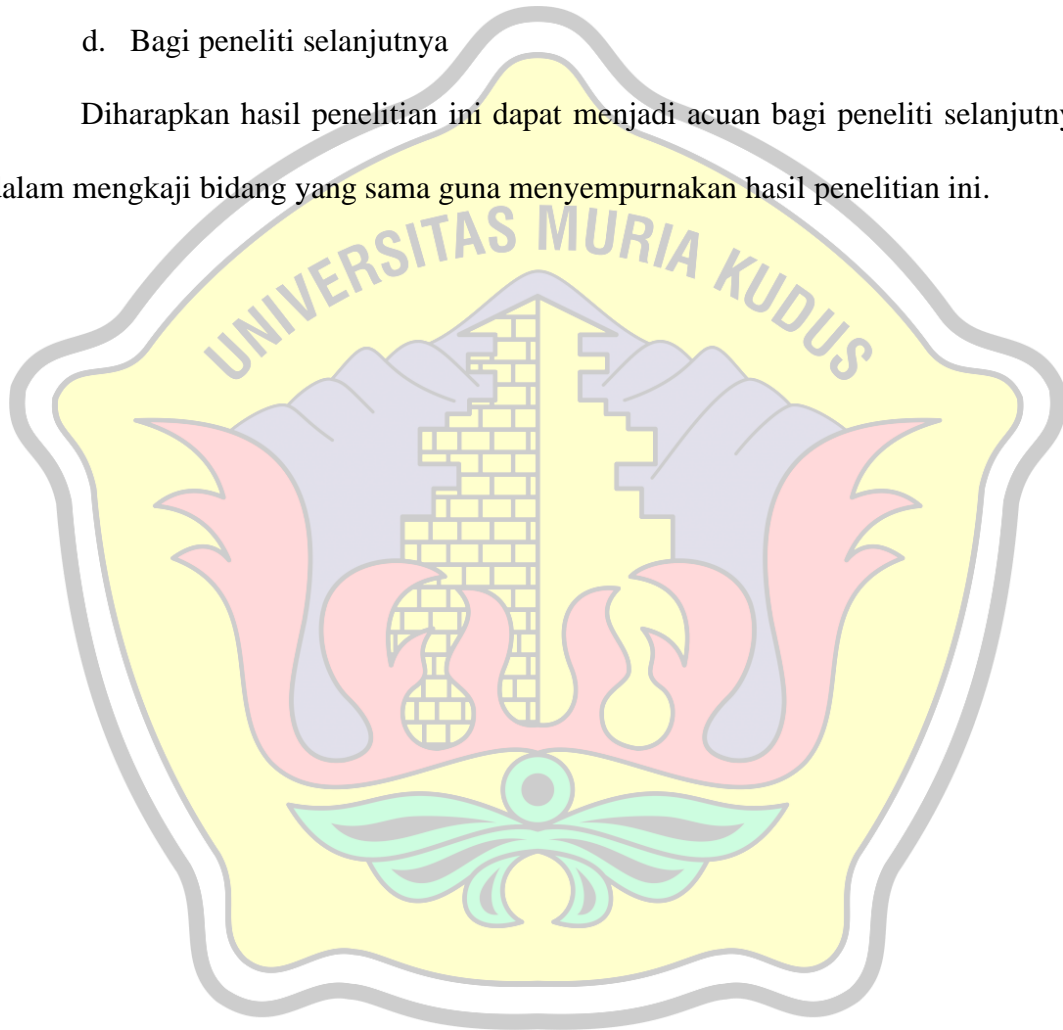 d. Bagi peneliti selanjutnya
Diharapkan hasil penelitian ini dapat menjadi acuan bagi peneliti selanjutny
dalam mengkaji bidang yang sama guna menyempurnakan hasil penelitian ini.
UNIVERSITAS MURIA KUDUS